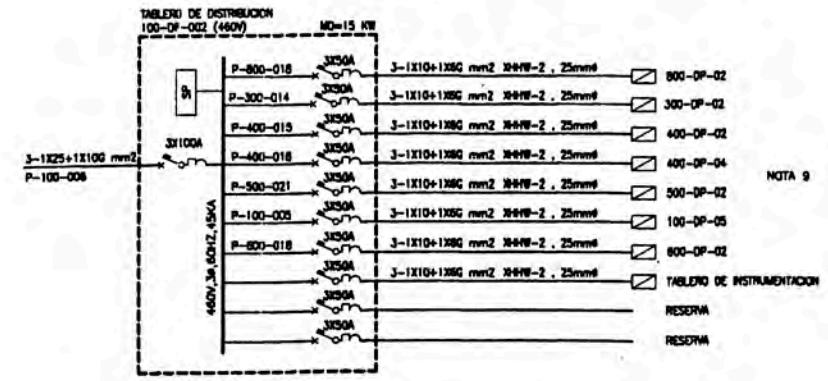 TABLERO DE DISTRIBUCION
100-DP-002 (460V)
MD=15 KW
SP
3X100A
3-1X25+1X10G mm2
P-100-006
460V,3ø,60HZ,45KA
P-800-016 3X50A 3-1X10+1X6G mm2 XHHW-2 , 25mmø 800-DP-02
P-300-014 3X50A 3-1X10+1X6G mm2 XHHW-2 , 25mmø 300-DP-02
P-400-015 3X50A 3-1X10+1X6G mm2 XHHW-2 , 25mmø 400-DP-02
P-400-016 3X50A 3-1X10+1X6G mm2 XHHW-2 , 25mmø 400-DP-04
P-500-021 3X50A 3-1X10+1X6G mm2 XHHW-2 , 25mmø 500-DP-02
P-100-005 3X50A 3-1X10+1X6G mm2 XHHW-2 , 25mmø 100-DP-05
P-600-018 3X50A 3-1X10+1X6G mm2 XHHW-2 , 25mmø 600-DP-02
3X50A 3-1X10+1X6G mm2 XHHW-2 , 25mmø TABLERO DE INSTRUMENTACION
3X50A RESERVA
3X50A RESERVA
NOTA 9